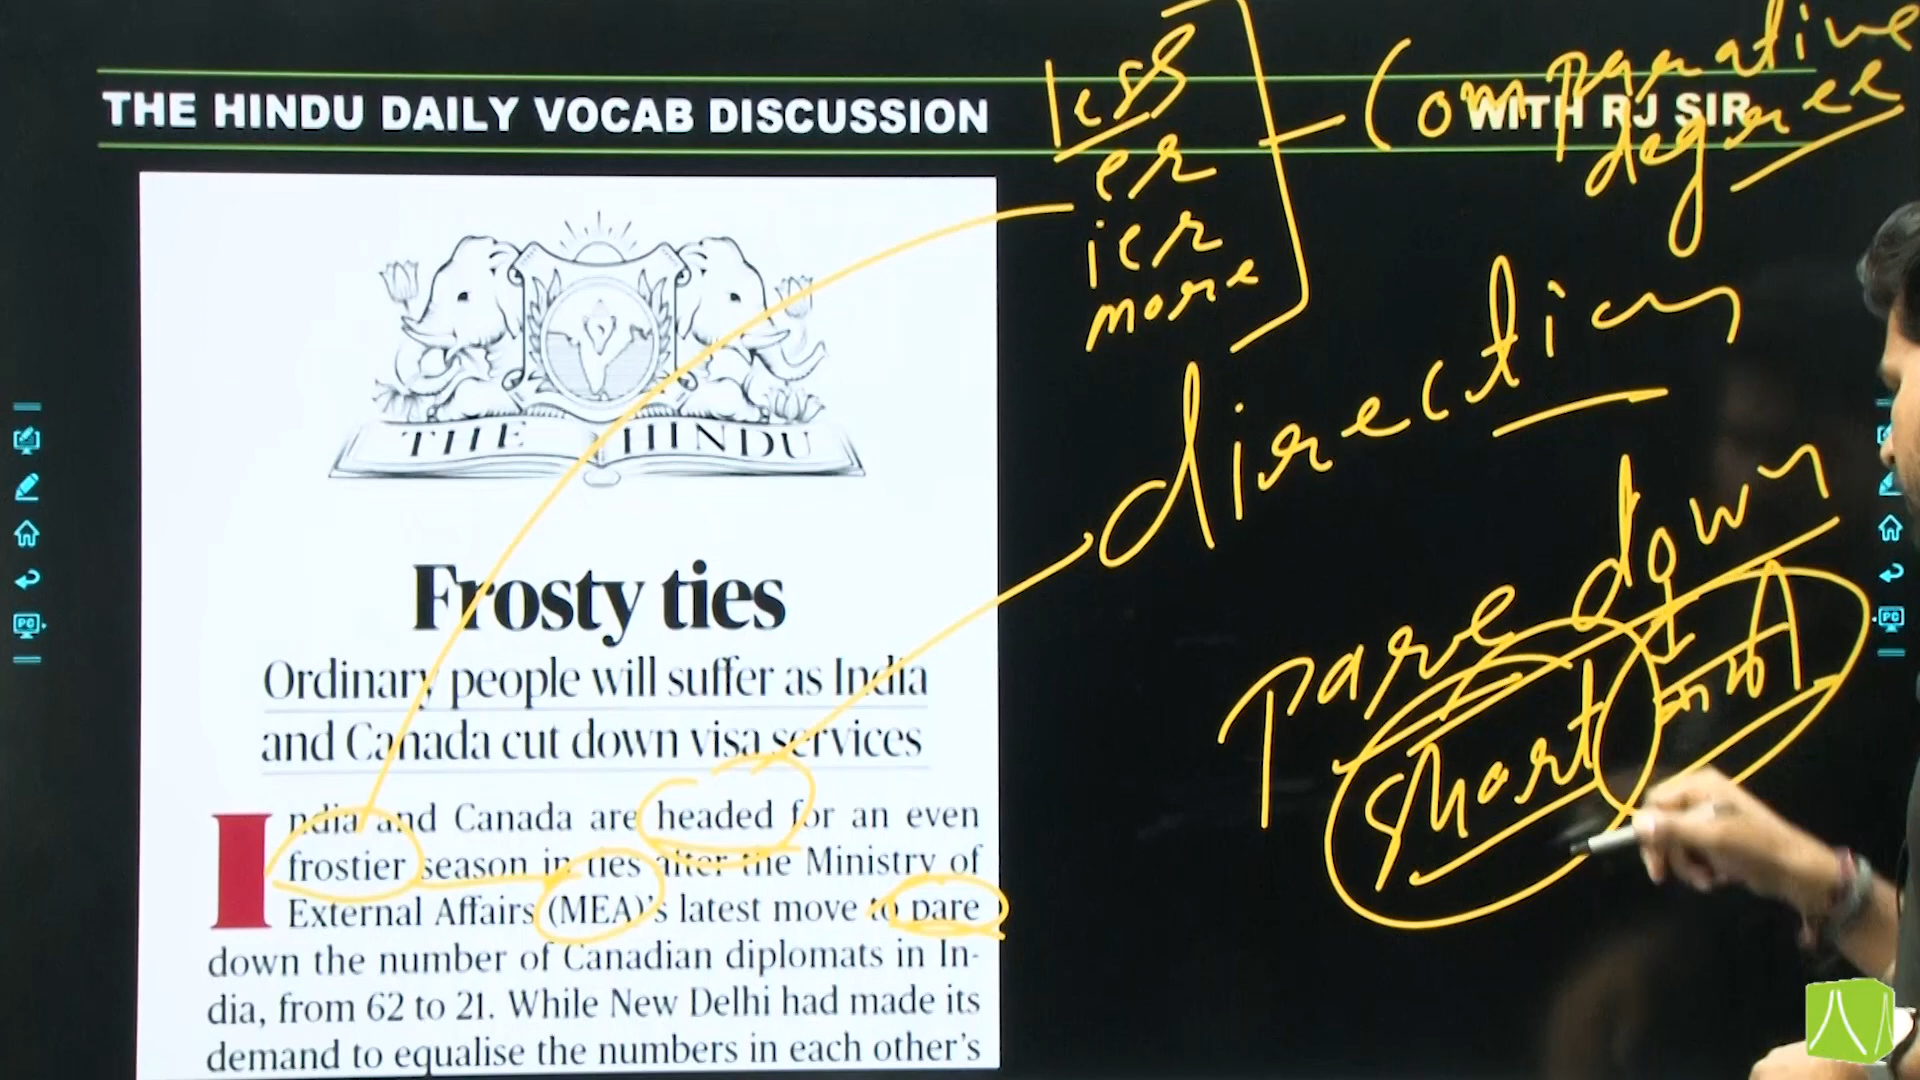 THE HINDU DAILY VOCAB DISCUSSION
WITH RJ SIR
less
er
ier
more
Comparative
degree
direction
pare down
short
THE HINDU
Frosty ties
Ordinary people will suffer as India
and Canada cut down visa services
India and Canada are headed for an even
frostier season in ties after the Ministry of
External Affairs (MEA)'s latest move to pare
down the number of Canadian diplomats in In-
dia, from 62 to 21. While New Delhi had made its
demand to equalise the numbers in each other's
PC
PC